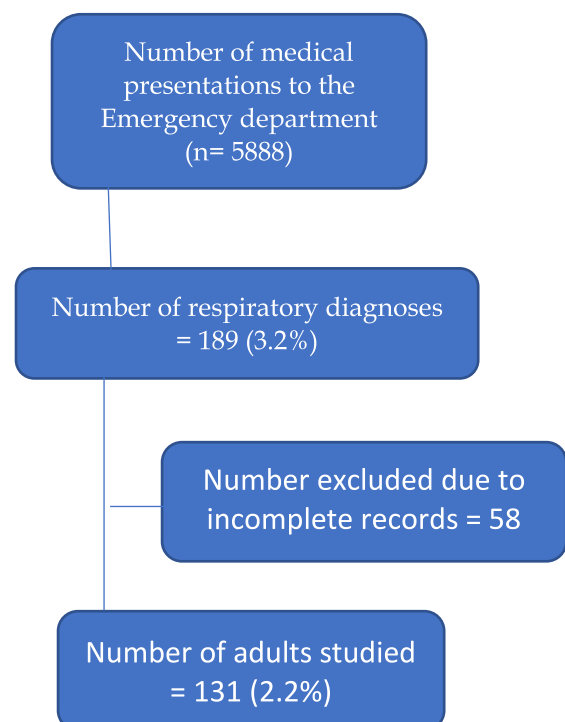 Number of medical
presentations to the
Emergency department
(n= 5888)
Number of respiratory diagnoses
= 189 (3.2%)
Number excluded due to
incomplete records = 58
Number of adults studied
= 131 (2.2%)